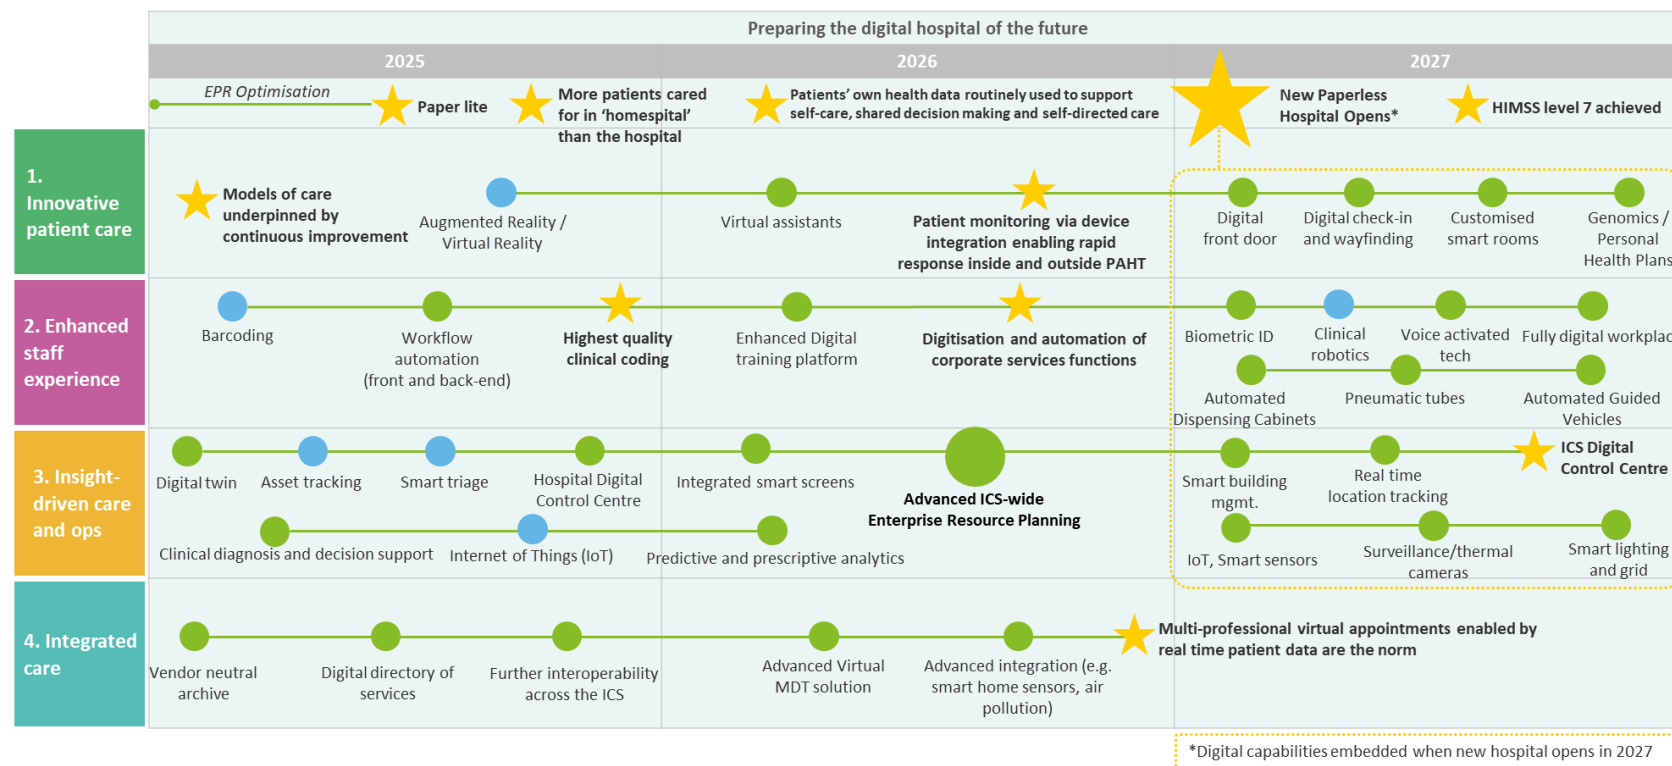 Preparing the digital hospital of the future
2025
2026
2027
EPR Optimisation
Paper lite
More patients cared
for in ‘homespital’
than the hospital
Patients’ own health data routinely used to support
self-care, shared decision making and self-directed care
New Paperless
Hospital Opens*
HIMSS level 7 achieved
1.
Innovative
patient care
Models of care
underpinned by
continuous improvement
Augmented Reality /
Virtual Reality
Virtual assistants
Patient monitoring via device
integration enabling rapid
response inside and outside PAHT
Digital
front door
Digital check-in
and wayfinding
Customised
smart rooms
Genomics /
Personal
Health Plans
2. Enhanced
staff
experience
Barcoding
Workflow
automation
(front and back-end)
Highest quality
clinical coding
Enhanced Digital
training platform
Digitisation and automation of
corporate services functions
Biometric ID
Clinical
robotics
Voice activated
tech
Fully digital workplac
Automated
Dispensing Cabinets
Pneumatic tubes
Automated Guided
Vehicles
3. Insight-
driven care
and ops
Digital twin
Asset tracking
Smart triage
Hospital Digital
Control Centre
Integrated smart screens
Advanced ICS-wide
Enterprise Resource Planning
Smart building
mgmt.
Real time
location tracking
ICS Digital
Control Centre
Clinical diagnosis and decision support
Internet of Things (IoT)
Predictive and prescriptive analytics
IoT, Smart sensors
Surveillance/thermal
cameras
Smart lighting
and grid
4. Integrated
care
Vendor neutral
archive
Digital directory of
services
Further interoperability
across the ICS
Advanced Virtual
MDT solution
Advanced integration (e.g.
smart home sensors, air
pollution)
Multi-professional virtual appointments enabled by
real time patient data are the norm
*Digital capabilities embedded when new hospital opens in 2027